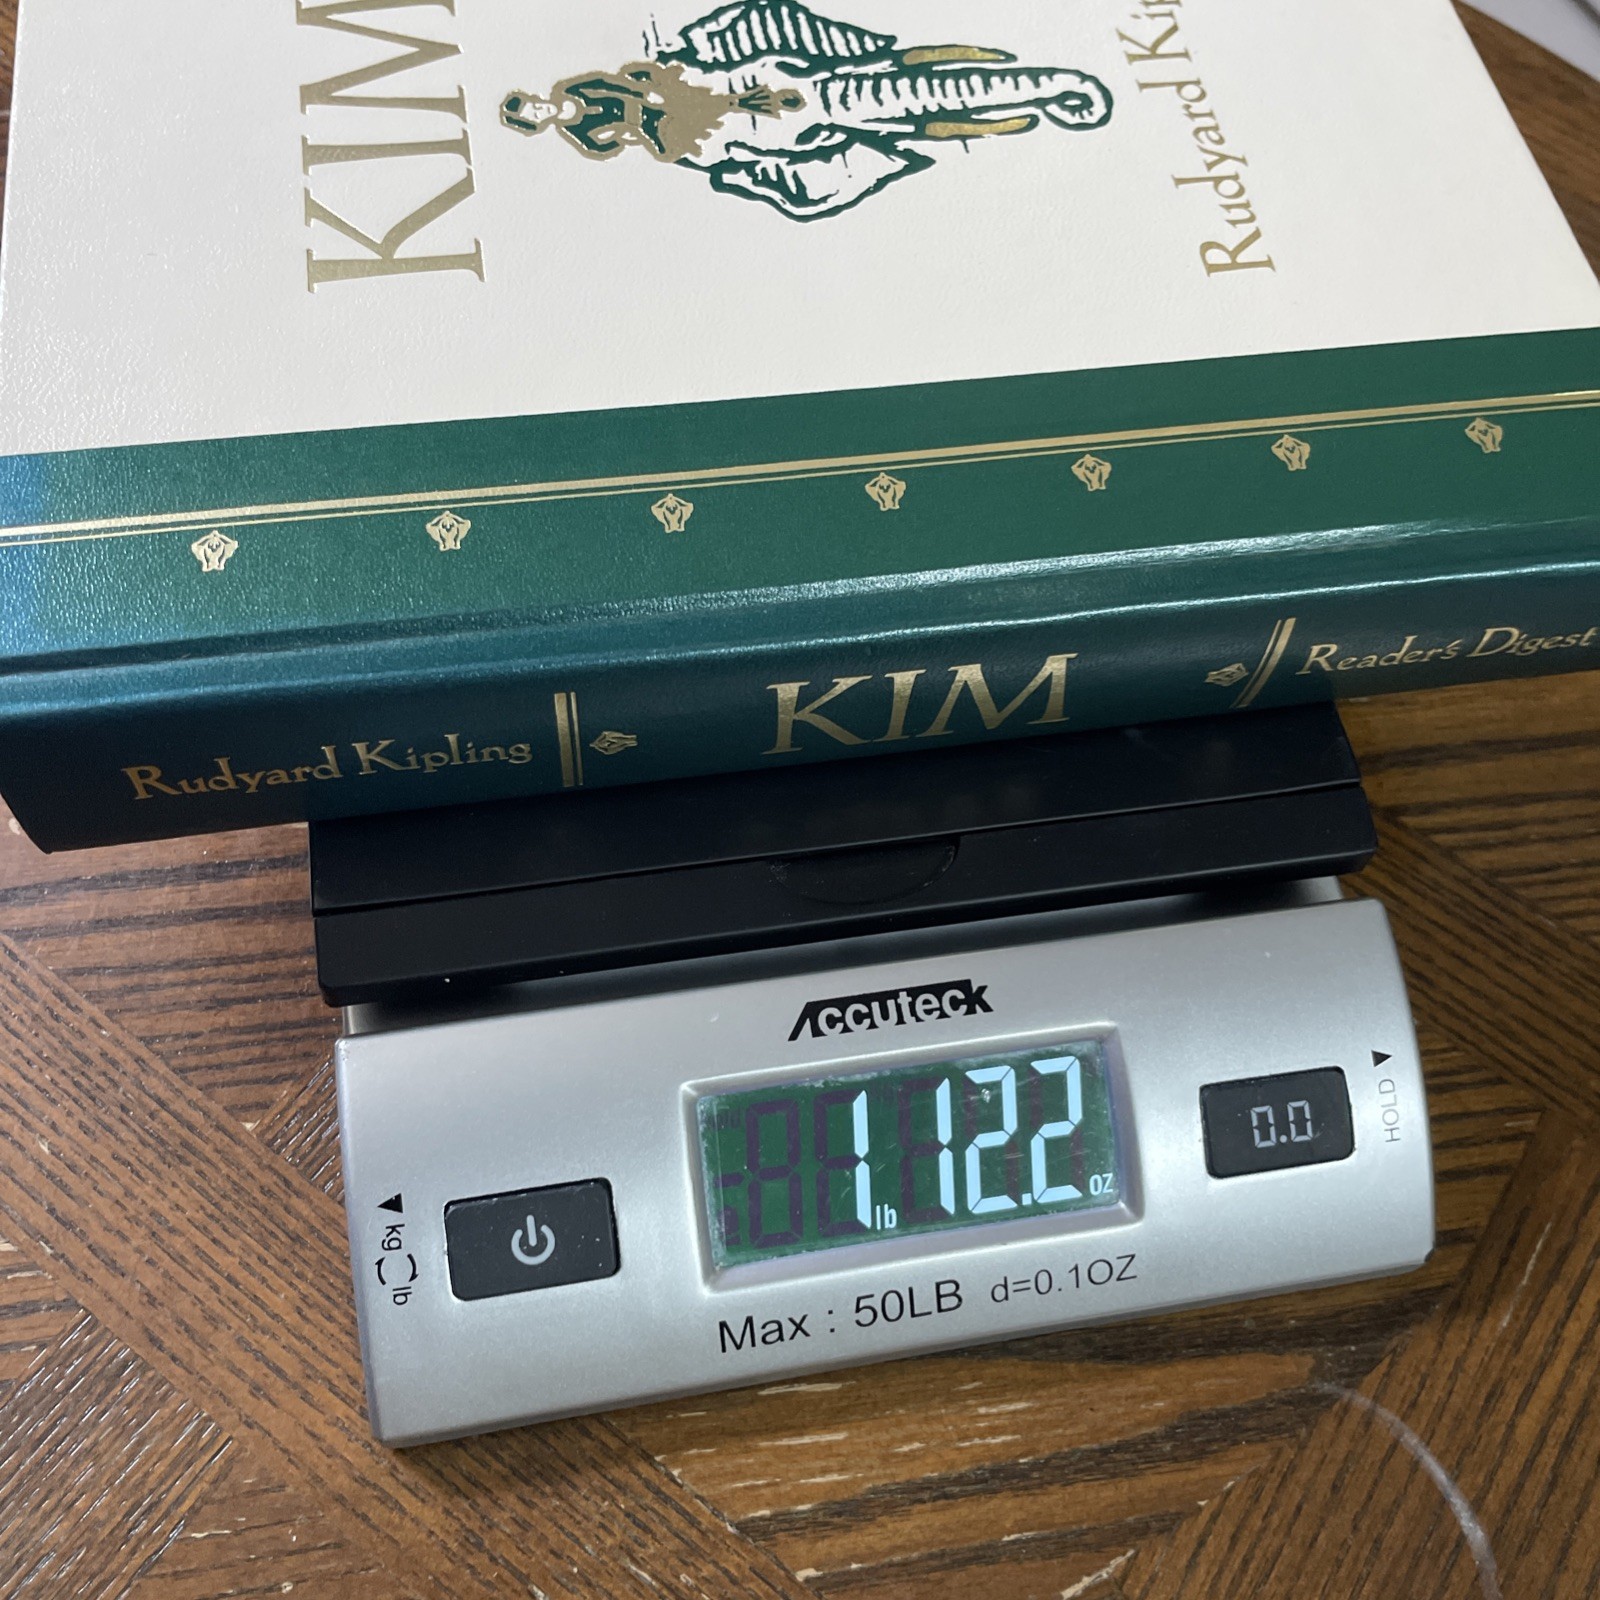 KIM
Rudyard Kip
Rudyard Kipling
KIM
Reader's Digest
Accuteck
1 lb 12.2 oz
0.0
HOLD
kg lb
Max : 50LB d=0.1OZ